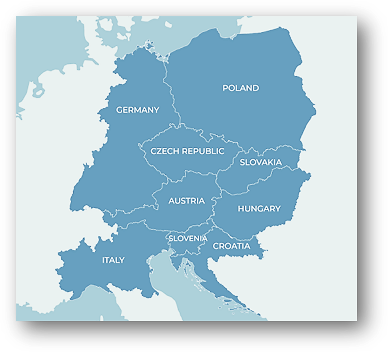 POLAND
GERMANY
CZECH REPUBLIC
SLOVAKIA
AUSTRIA
HUNGARY
SLOVENIA
CROATIA
ITALY